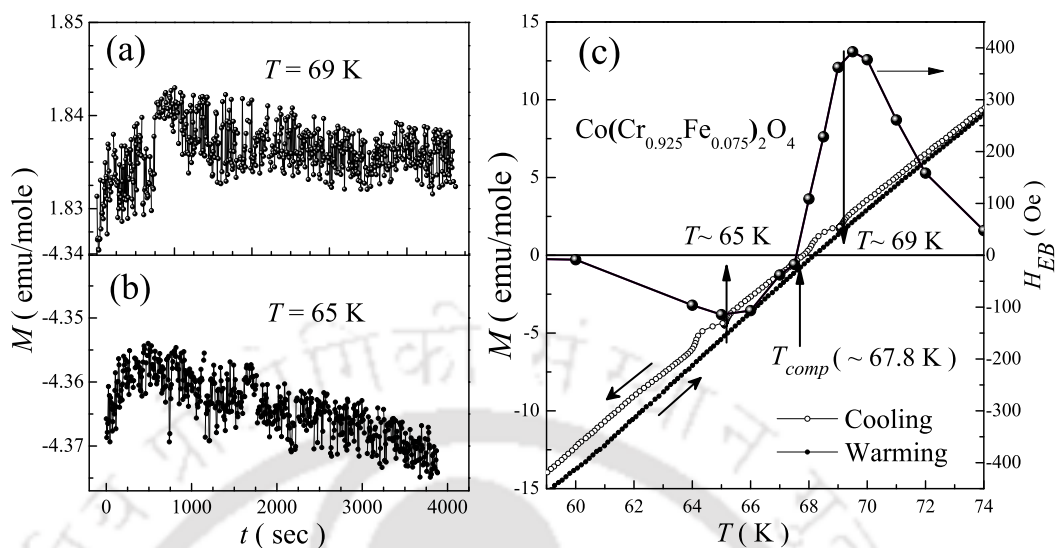 (a)
T = 69 K
1.85
1.84
1.83
-4.34
(b)
T = 65 K
-4.35
-4.36
-4.37
M ( emu/mole )
0 1000 2000 3000 4000
t ( sec )
(c)
Co(Cr0.925Fe0.075)2O4
T~ 65 K
T~ 69 K
Tcomp ( ~ 67.8 K )
Cooling
Warming
15
10
5
0
-5
-10
-15
M ( emu/mole )
400
300
200
100
0
-100
-200
-300
-400
HEB ( Oe )
60 62 64 66 68 70 72 74
T ( K )